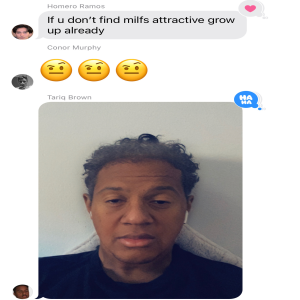 Homero Ramos
If u don't find milfs attractive grow
up already
Conor Murphy
Tariq Brown
HA
HA